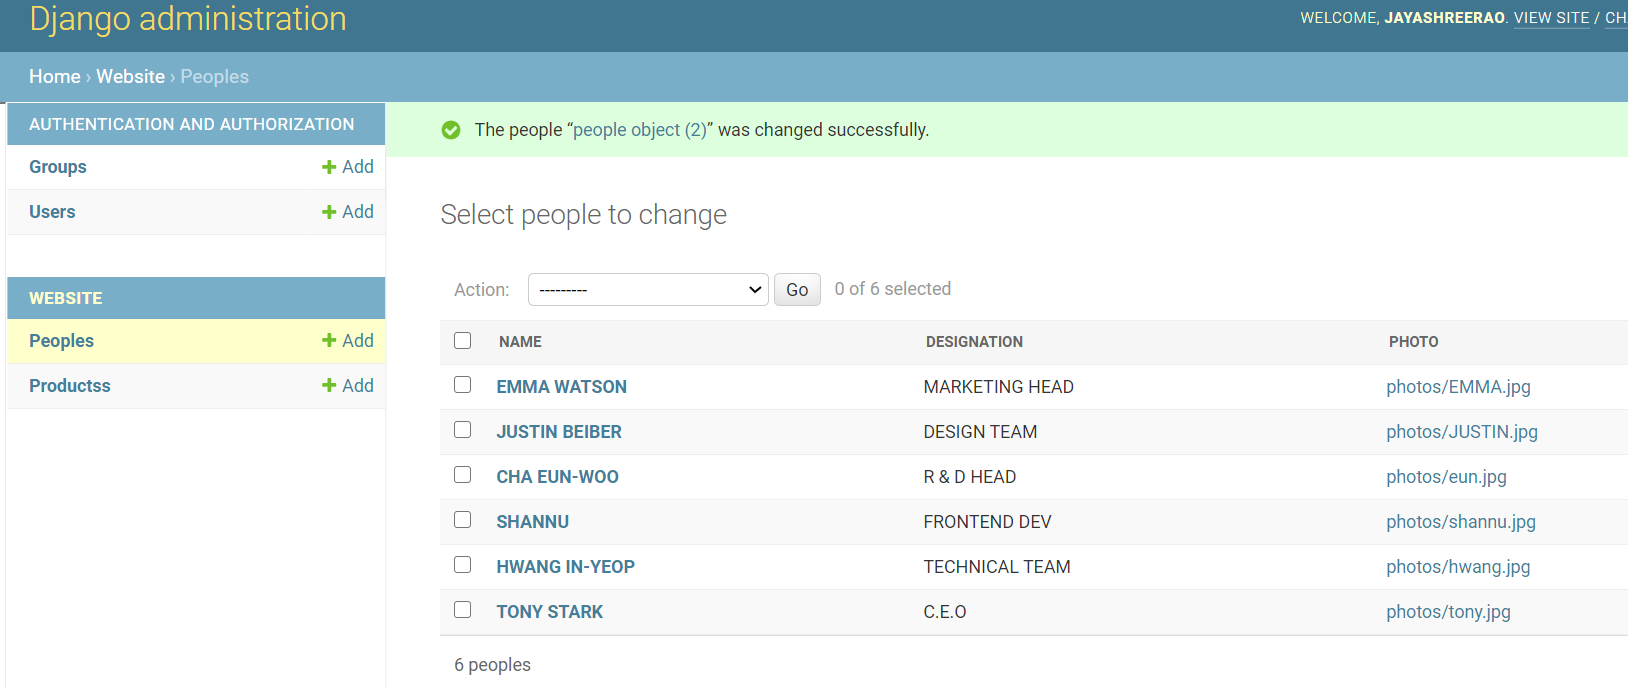 Django administration
WELCOME, JAYASHREERAO. VIEW SITE / CH
Home › Website › Peoples
AUTHENTICATION AND AUTHORIZATION
Groups + Add
Users + Add
WEBSITE
Peoples + Add
Productss + Add
The people “people object (2)” was changed successfully.
Select people to change
Action: --------- Go 0 of 6 selected
NAME DESIGNATION PHOTO
EMMA WATSON MARKETING HEAD photos/EMMA.jpg
JUSTIN BEIBER DESIGN TEAM photos/JUSTIN.jpg
CHA EUN-WOO R & D HEAD photos/eun.jpg
SHANNU FRONTEND DEV photos/shannu.jpg
HWANG IN-YEOP TECHNICAL TEAM photos/hwang.jpg
TONY STARK C.E.O photos/tony.jpg
6 peoples